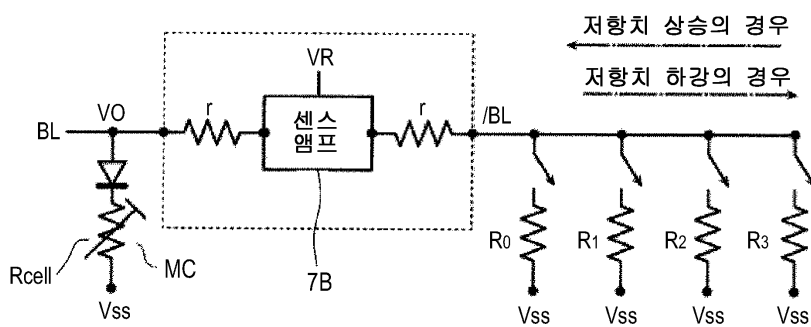 저항치 상승의 경우
저항치 하강의 경우
VR
r
센스
앰프
r
BL
VO
/BL
Rcell
MC
7B
R0
R1
R2
R3
Vss
Vss
Vss
Vss
Vss